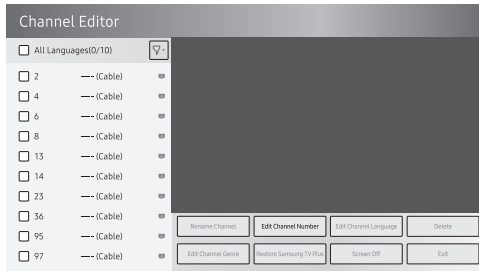 Channel Editor
All Languages(0/10)
2 —-- (Cable)
4 —-- (Cable)
6 —-- (Cable)
8 —-- (Cable)
13 —-- (Cable)
14 —-- (Cable)
23 —-- (Cable)
36 —-- (Cable)
95 —-- (Cable)
97 —-- (Cable)
Rename Channel Edit Channel Number Edit Channel Language Delete
Edit Channel Genre Restore Samsung TV Plus Screen Off Exit